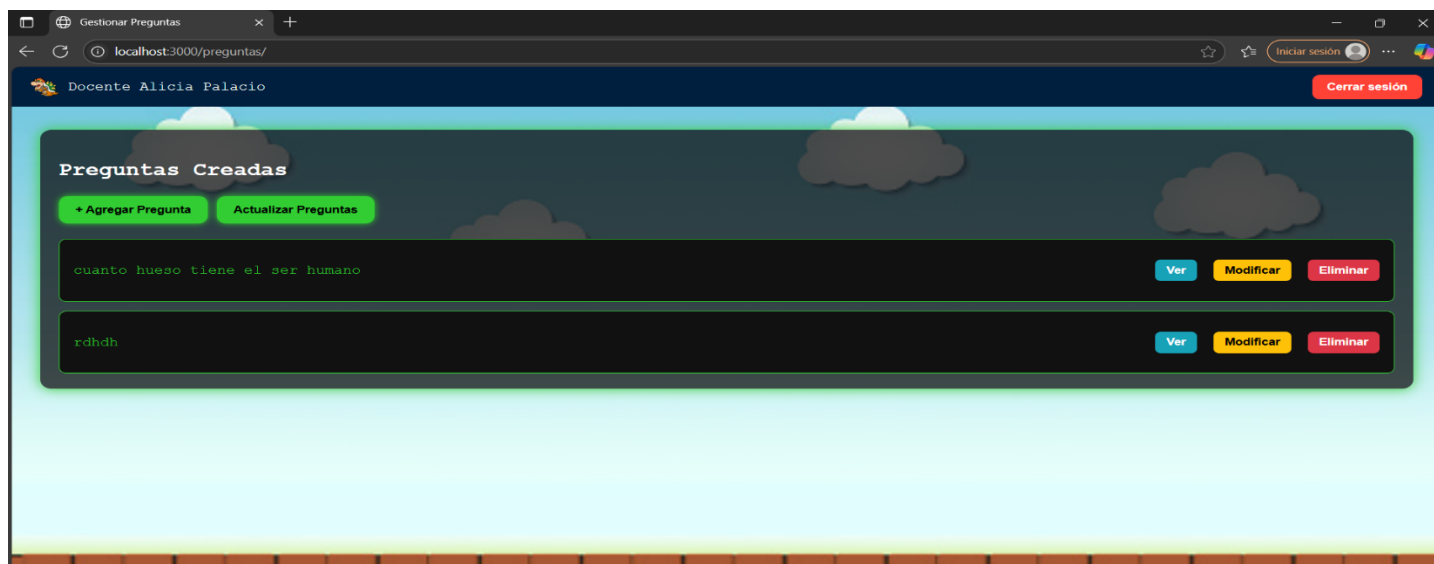 Gestionar Preguntas
localhost:3000/preguntas/
Iniciar sesión
Docente Alicia Palacio
Cerrar sesión
Preguntas Creadas
+ Agregar Pregunta Actualizar Preguntas
cuanto hueso tiene el ser humano Ver Modificar Eliminar
rdhdh Ver Modificar Eliminar